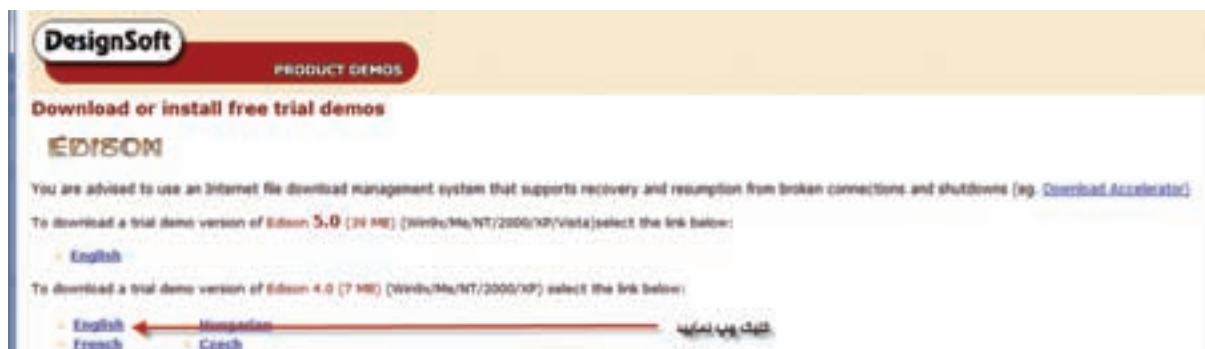 DesignSoft
PRODUCT DEMOS
Download or install free trial demos
EDISON
You are advised to use an Internet file download management system that supports recovery and resumption from broken connections and shutdowns (eg. Download Accelerator)
To download a trial demo version of Edison 5.0 (39 MB) (Win9x/Me/NT/2000/XP/Vista)select the link below:
English
To download a trial demo version of Edison 4.0 (7 MB) (Win9x/Me/NT/2000/XP) select the link below:
English Hungarian کلیک چپ نمایید
French Czech